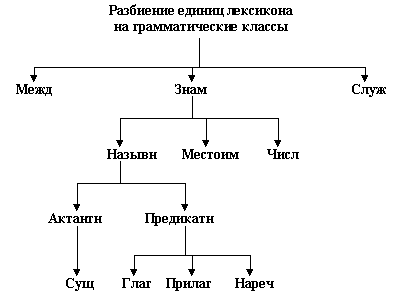 Разбиение единиц лексикона
на грамматические классы
Межд Знам Служ
Назывн Местоим Числ
Актантн Предикатн
Сущ Глаг Прилаг Нареч